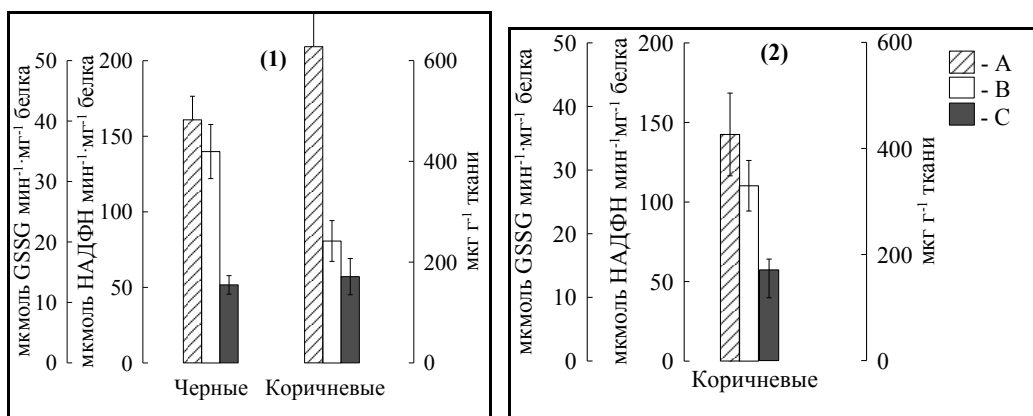 (1)
мкмоль GSSG мин⁻¹·мг⁻¹ белка
50
40
30
20
10
0
мкмоль НАДФН мин⁻¹·мг⁻¹ белка
200
150
100
50
0
600
400
200
0
мкг г⁻¹ ткани
Черные Коричневые
(2)
мкмоль GSSG мин⁻¹·мг⁻¹ белка
50
40
30
20
10
0
мкмоль НАДФН мин⁻¹мг⁻¹ белка
200
150
100
50
0
600
400
200
0
мкг г⁻¹ ткани
Коричневые
- A
- B
- C